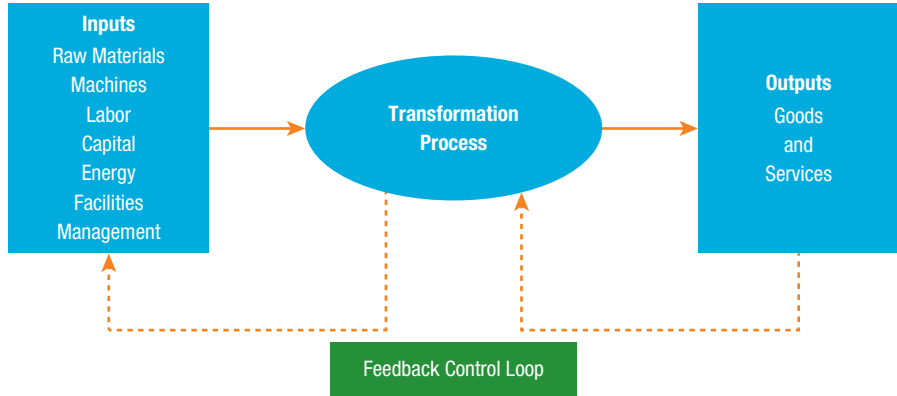 Inputs
Raw Materials
Machines
Labor
Capital
Energy
Facilities
Management
Transformation
Process
Outputs
Goods
and
Services
Feedback Control Loop